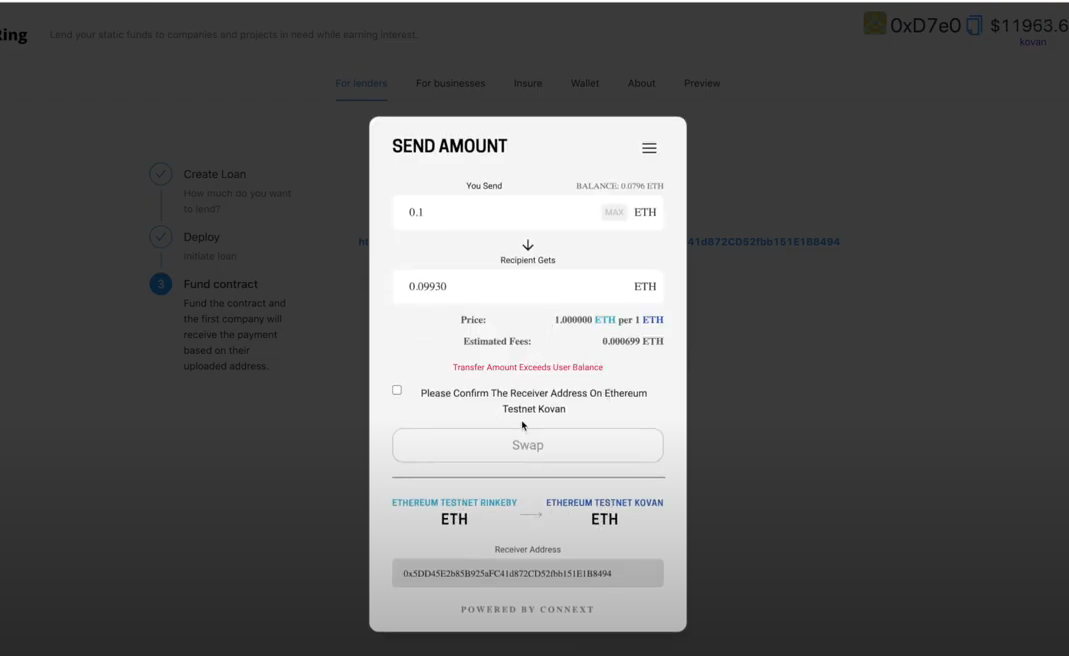 Lend your static funds to companies and projects in need while earning interest.
0xD7e0
$11963.6
kovan
For lenders
For businesses
Insure
Wallet
About
Preview
Create Loan
How much do you want
to lend?
Deploy
Initiate loan
3
Fund contract
Fund the contract and
the first company will
receive the payment
based on their
uploaded address.
ht
41d872CD52fbb151E1B8494
SEND AMOUNT
You Send
BALANCE: 0.0796 ETH
0.1
MAX
ETH
Recipient Gets
0.09930
ETH
Price:
1.000000 ETH per 1 ETH
Estimated Fees:
0.000699 ETH
Transfer Amount Exceeds User Balance
Please Confirm The Receiver Address On Ethereum
Testnet Kovan
Swap
ETHEREUM TESTNET RINKEBY
ETH
ETHEREUM TESTNET KOVAN
ETH
Receiver Address
0x5DD45E2b85B925aFC41d872CD52fbb151E1B8494
POWERED BY CONNEXT